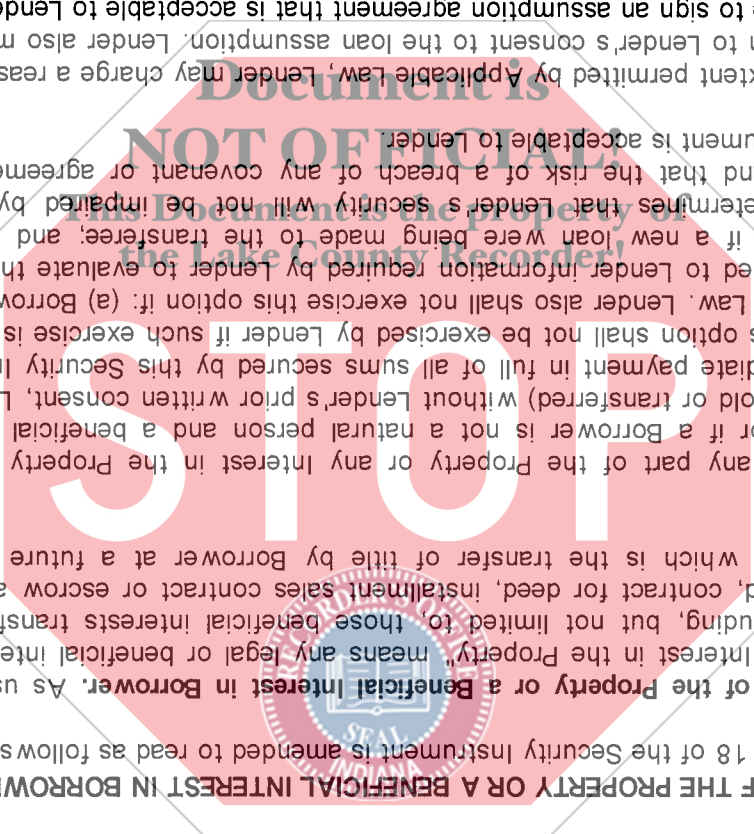 F THE PROPERTY OR A BENEFICIAL INTEREST IN BORROWE
18 of the Security Instrument is amended to read as follows
of the Property or a Beneficial Interest in Borrower. As us
Interest in the Property" means any legal or beneficial inte
uding, but not limited to, those beneficial interests transf
d, contract for deed, installment sales contract or escrow a
which is the transfer of title by Borrower at a future
any part of the Property or any Interest in the Property
or if a Borrower is not a natural person and a beneficial
old or transferred) without Lender's prior written consent, L
diate payment in full of all sums secured by this Security In
s option shall not be exercised by Lender if such exercise is
Law. Lender also shall not exercise this option if: (a) Borrow
ed to Lender information required by Lender to evaluate th
if a new loan were being made to the transferee; and
etermines that Lender's security will not be impaired by
nd that the risk of a breach of any covenant or agreeme
ument is acceptable to Lender.
xtent permitted by Applicable Law, Lender may charge a reas
n to Lender's consent to the loan assumption. Lender also m
e to sign an assumption agreement that is acceptable to Lende
Document is
NOT OFFICIAL!
This Document is the property of
the Lake County Recorder!
STOP
RECORDER'S OFFICE
SEAL
INDIANA